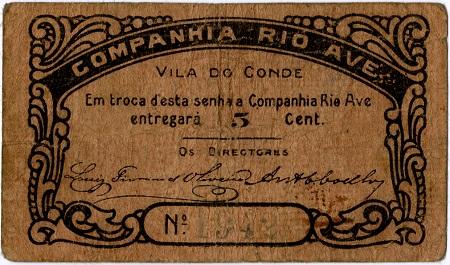 COMPANHIA RIO AVE
VILA DO CONDE
Em troca d'esta senha a Companhia Rio Ave
entregará 5 Cent.
OS DIRECTORES
Nº